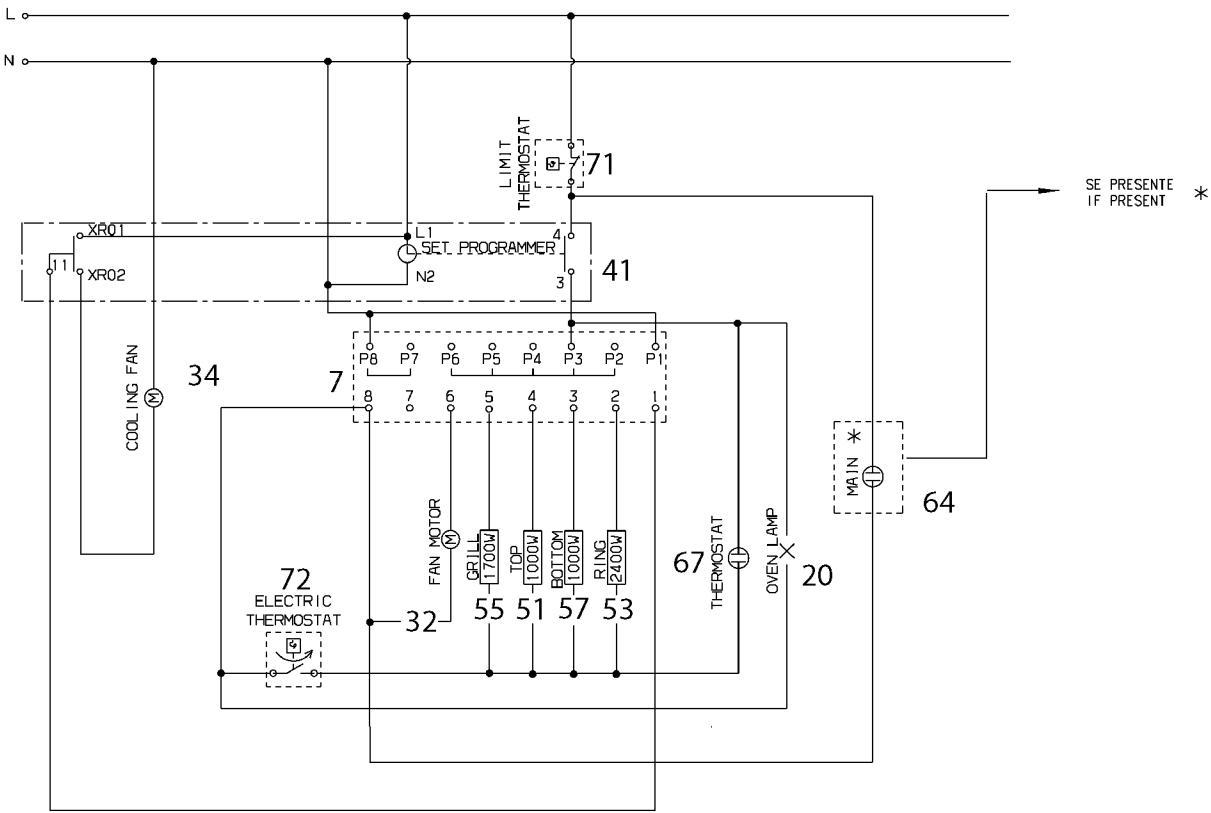 L
N
LIMIT
THERMOSTAT
71
SE PRESENTE
IF PRESENT *
XR01
L1
4
SET PROGRAMMER
11
XR02
N2
3
41
P8 P7 P6 P5 P4 P3 P2 P1
7
8 7 6 5 4 3 2 1
COOLING FAN
M
34
MAIN *
64
FAN MOTOR
M
GRILL
1700W
TOP
1000W
BOTTOM
1000W
RING
2400W
67
THERMOSTAT
OVEN LAMP
20
72
ELECTRIC
THERMOSTAT
32
55
51
57
53